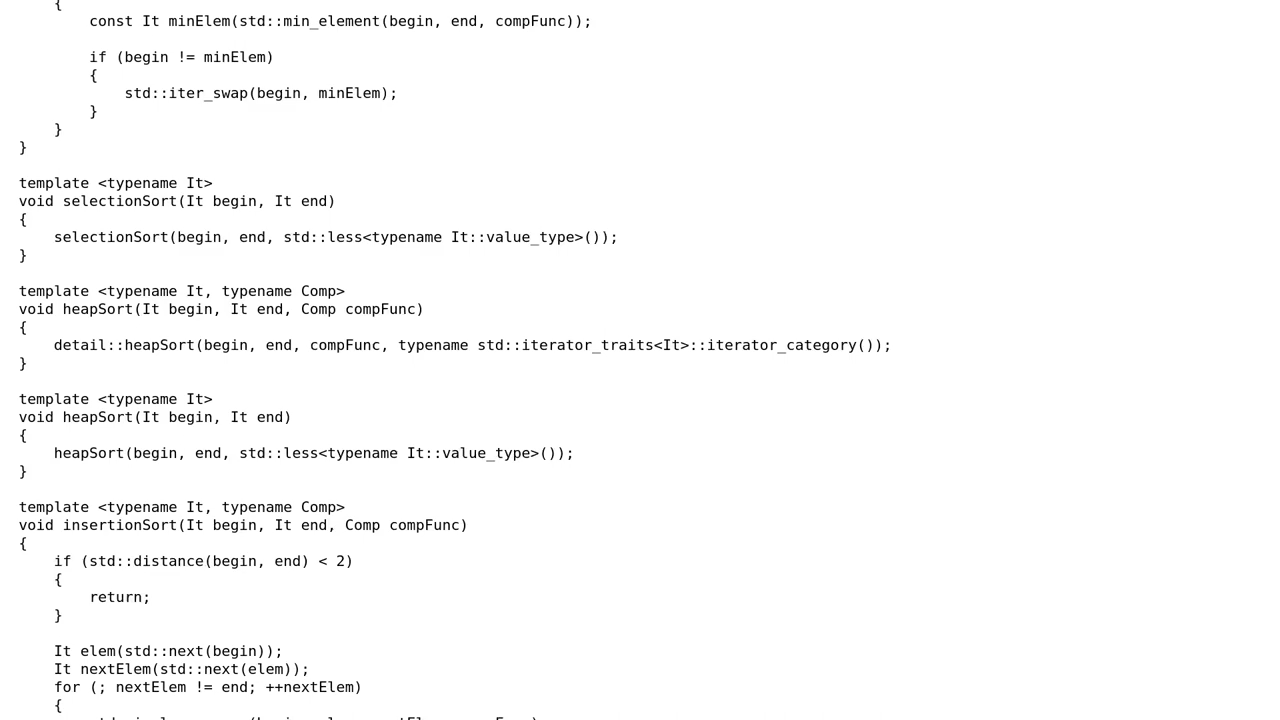 {
        const It minElem(std::min_element(begin, end, compFunc));

        if (begin != minElem)
        {
            std::iter_swap(begin, minElem);
        }
    }
}

template <typename It>
void selectionSort(It begin, It end)
{
    selectionSort(begin, end, std::less<typename It::value_type>());
}

template <typename It, typename Comp>
void heapSort(It begin, It end, Comp compFunc)
{
    detail::heapSort(begin, end, compFunc, typename std::iterator_traits<It>::iterator_category());
}

template <typename It>
void heapSort(It begin, It end)
{
    heapSort(begin, end, std::less<typename It::value_type>());
}

template <typename It, typename Comp>
void insertionSort(It begin, It end, Comp compFunc)
{
    if (std::distance(begin, end) < 2)
    {
        return;
    }

    It elem(std::next(begin));
    It nextElem(std::next(elem));
    for (; nextElem != end; ++nextElem)
    {